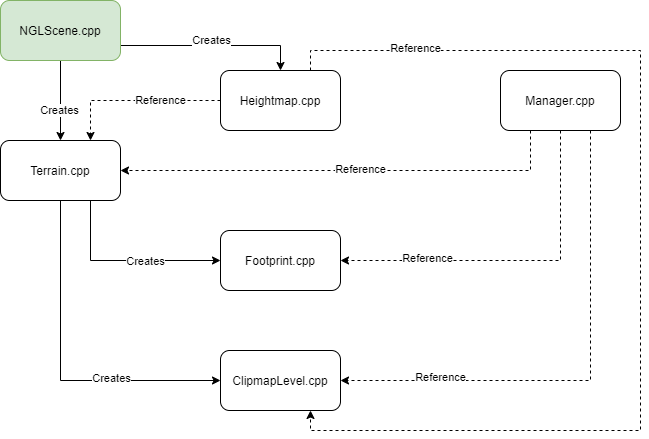 NGLScene.cpp
Creates
Reference
Creates
Reference
Heightmap.cpp
Manager.cpp
Terrain.cpp
Reference
Creates
Footprint.cpp
Reference
Creates
ClipmapLevel.cpp
Reference